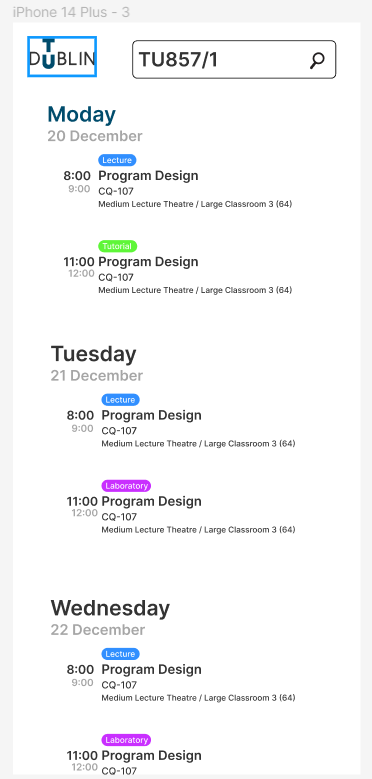 iPhone 14 Plus - 3
TU DUBLIN
TU857/1
Moday
20 December
Lecture
8:00 Program Design
9:00 CQ-107
Medium Lecture Theatre / Large Classroom 3 (64)
Tutorial
11:00 Program Design
12:00 CQ-107
Medium Lecture Theatre / Large Classroom 3 (64)
Tuesday
21 December
Lecture
8:00 Program Design
9:00 CQ-107
Medium Lecture Theatre / Large Classroom 3 (64)
Laboratory
11:00 Program Design
12:00 CQ-107
Medium Lecture Theatre / Large Classroom 3 (64)
Wednesday
22 December
Lecture
8:00 Program Design
9:00 CQ-107
Medium Lecture Theatre / Large Classroom 3 (64)
Laboratory
11:00 Program Design
12:00 CQ-107